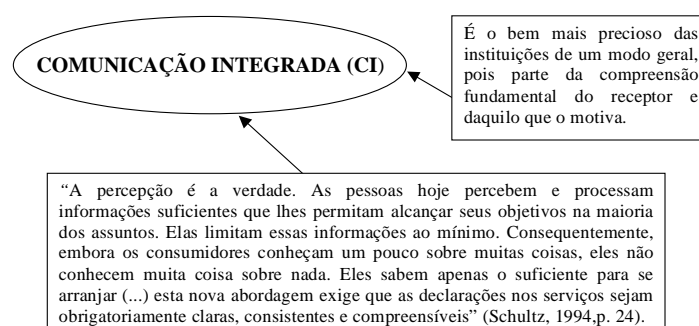 COMUNICAÇÃO INTEGRADA (CI)
É o bem mais precioso das
instituições de um modo geral,
pois parte da compreensão
fundamental do receptor e
daquilo que o motiva.
“A percepção é a verdade. As pessoas hoje percebem e processam
informações suficientes que lhes permitam alcançar seus objetivos na maioria
dos assuntos. Elas limitam essas informações ao mínimo. Consequentemente,
embora os consumidores conheçam um pouco sobre muitas coisas, eles não
conhecem muita coisa sobre nada. Eles sabem apenas o suficiente para se
arranjar (...) esta nova abordagem exige que as declarações nos serviços sejam
obrigatoriamente claras, consistentes e compreensíveis” (Schultz, 1994,p. 24).